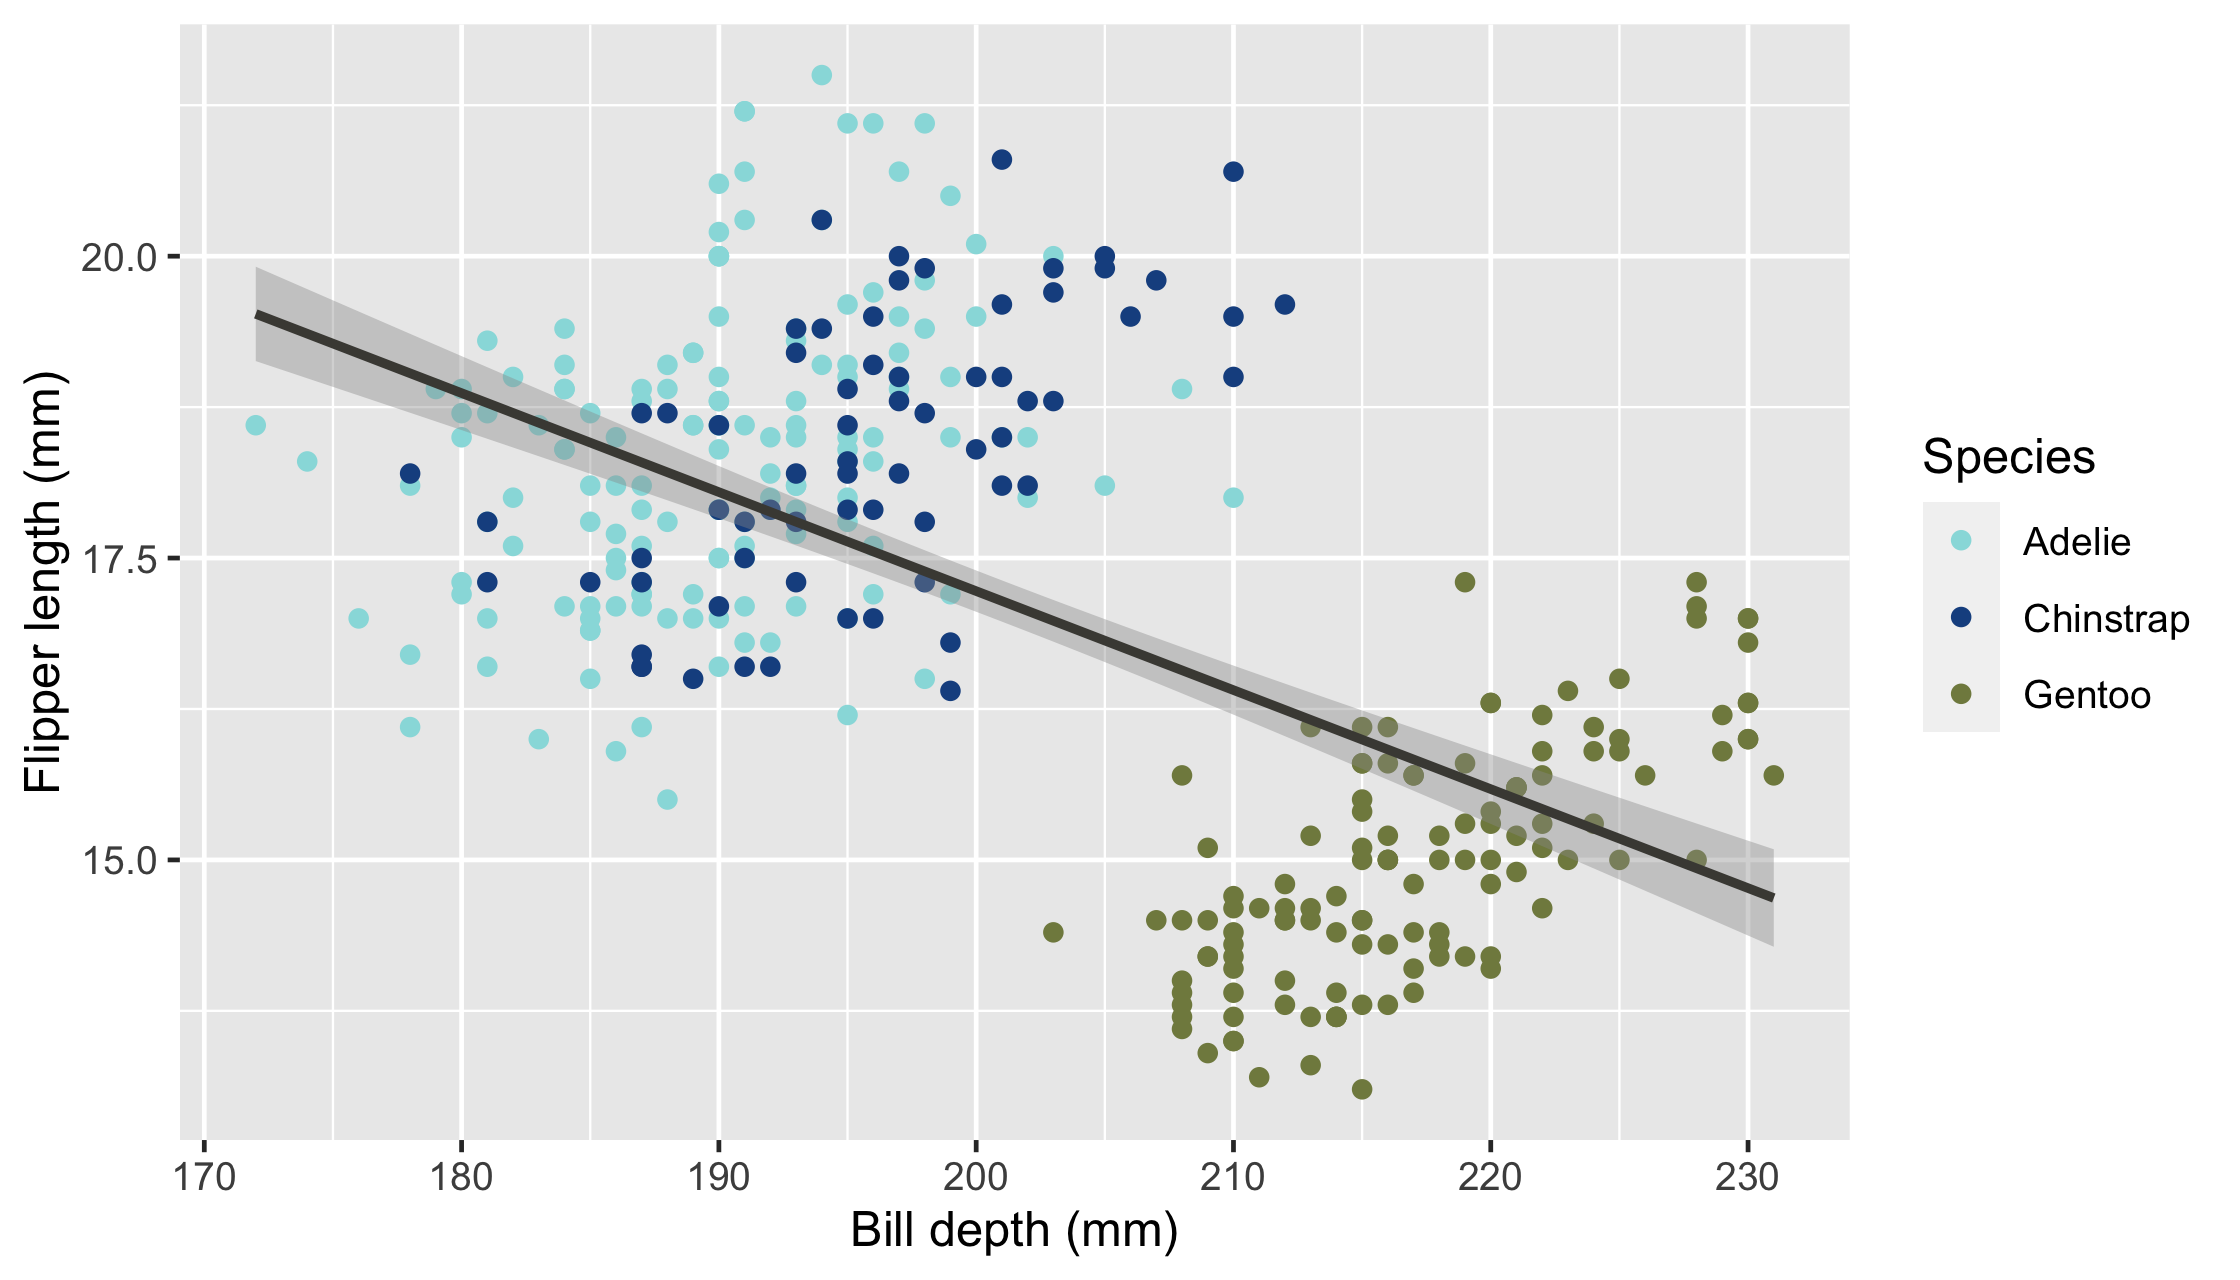 20.0
17.5
15.0
Flipper length (mm)
170 180 190 200 210 220 230
Bill depth (mm)
Species
Adelie
Chinstrap
Gentoo